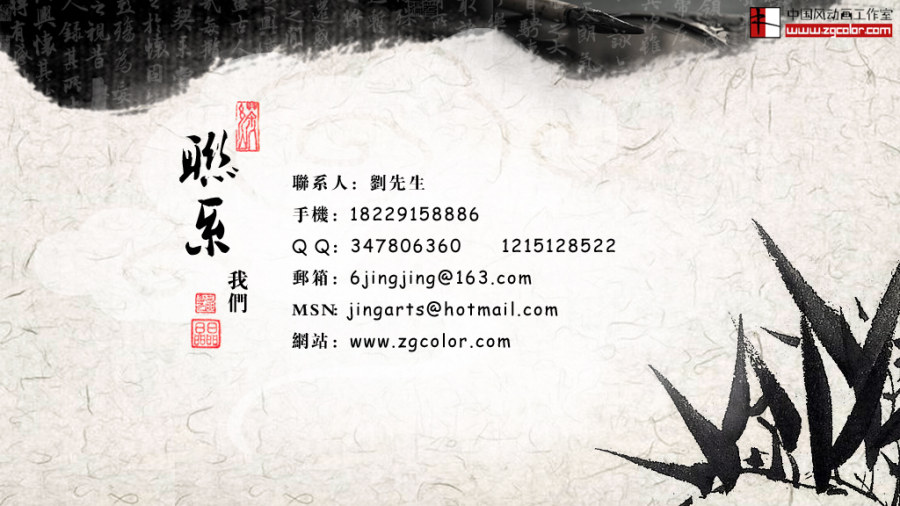 中国风动画工作室
www.zgcolor.com
聯系
我們
聯系人：劉先生
手機：18229158886
QQ：347806360 1215128522
郵箱：6jingjing@163.com
MSN: jingarts@hotmail.com
網站：www.zgcolor.com